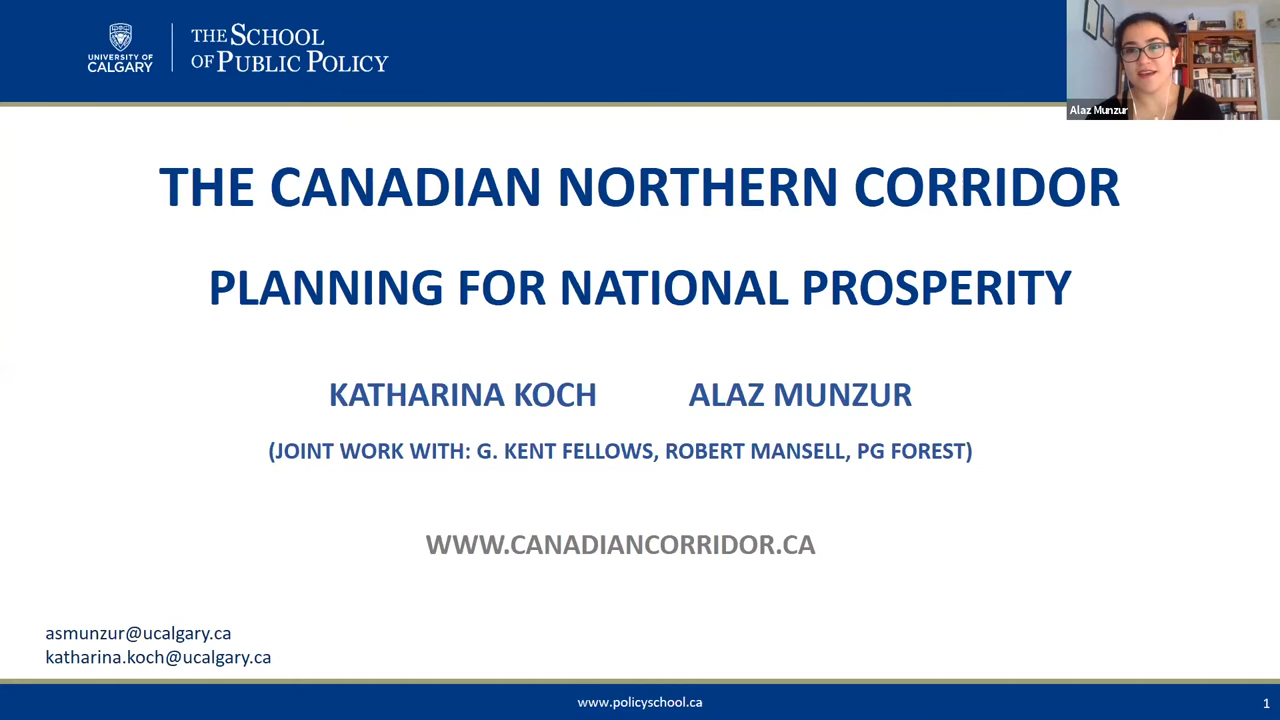 UNIVERSITY OF
CALGARY
THE SCHOOL
OF PUBLIC POLICY
Alaz Munzur
THE CANADIAN NORTHERN CORRIDOR
PLANNING FOR NATIONAL PROSPERITY
KATHARINA KOCH ALAZ MUNZUR
(JOINT WORK WITH: G. KENT FELLOWS, ROBERT MANSELL, PG FOREST)
WWW.CANADIANCORRIDOR.CA
asmunzur@ucalgary.ca
katharina.koch@ucalgary.ca
www.policyschool.ca
1